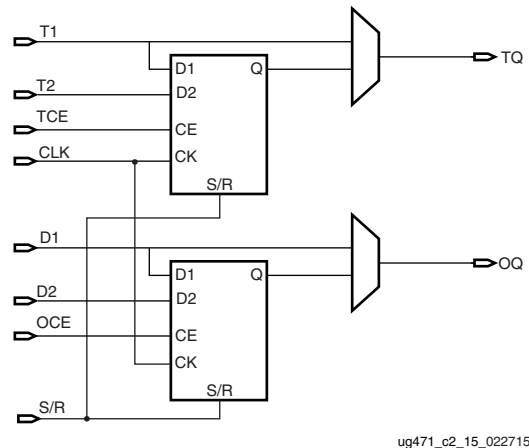 T1
D1 Q
TQ
T2
D2
TCE
CE
CLK
CK
S/R
D1
D1 Q
OQ
D2
D2
OCE
CE
CK
S/R
S/R
ug471_c2_15_022715